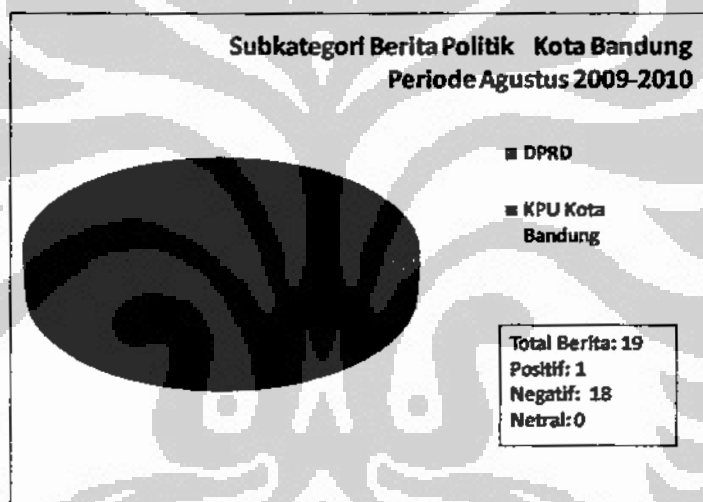 Subkategori Berita Politik Kota Bandung
Periode Agustus 2009-2010
DPRD
KPU Kota
Bandung
Total Berita: 19
Positif: 1
Negatif: 18
Netral: 0